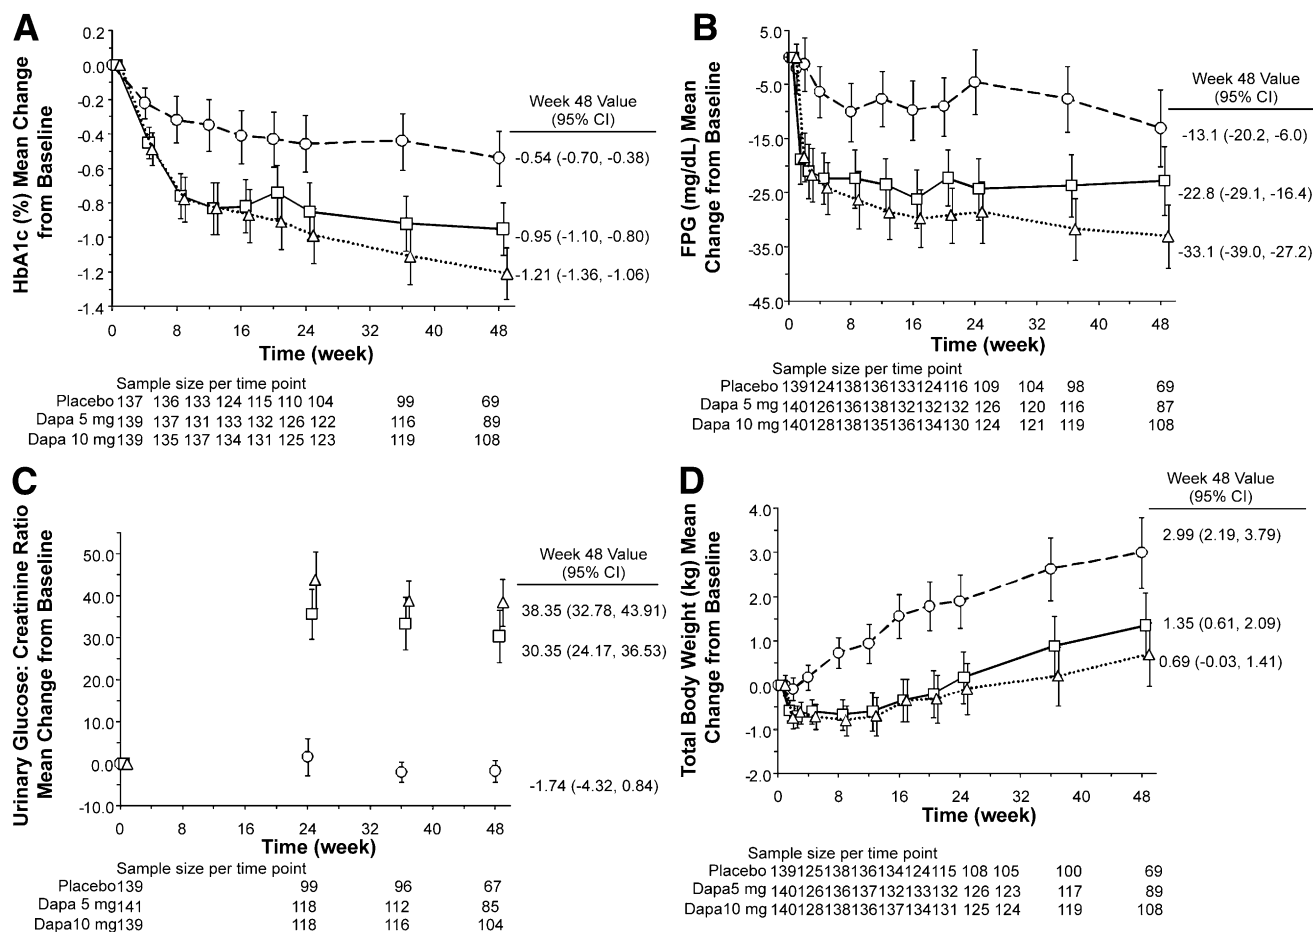 A
HbA1c (%) Mean Change
from Baseline
0.2
0.0
-0.2
-0.4
-0.6
-0.8
-1.0
-1.2
-1.4
0 8 16 24 32 40 48
Time (week)
Week 48 Value
(95% CI)
-0.54 (-0.70, -0.38)
-0.95 (-1.10, -0.80)
-1.21 (-1.36, -1.06)
Sample size per time point
Placebo 137 136 133 124 115 110 104 99 69
Dapa 5 mg 139 137 131 133 132 126 122 116 89
Dapa 10 mg 139 135 137 134 131 125 123 119 108
B
FPG (mg/dL) Mean
Change from Baseline
5.0
-5.0
-15.0
-25.0
-35.0
-45.0
0 8 16 24 32 40 48
Time (week)
Week 48 Value
(95% CI)
-13.1 (-20.2, -6.0)
-22.8 (-29.1, -16.4)
-33.1 (-39.0, -27.2)
Sample size per time point
Placebo 139 124 138 136 133 124 116 109 104 98 69
Dapa 5 mg 140 126 136 138 132 132 132 126 120 116 87
Dapa 10 mg 140 128 138 135 136 134 130 124 121 119 108
C
Urinary Glucose: Creatinine Ratio
Mean Change from Baseline
50.0
40.0
30.0
20.0
10.0
0.0
-10.0
0 8 16 24 32 40 48
Time (week)
Week 48 Value
(95% CI)
38.35 (32.78, 43.91)
30.35 (24.17, 36.53)
-1.74 (-4.32, 0.84)
Sample size per time point
Placebo 139 99 96 67
Dapa 5 mg 141 118 112 85
Dapa10 mg 139 118 116 104
D
Total Body Weight (kg) Mean
Change from Baseline
4.0
3.0
2.0
1.0
0.0
-1.0
-2.0
0 8 16 24 32 40 48
Time (week)
Week 48 Value
(95% CI)
2.99 (2.19, 3.79)
1.35 (0.61, 2.09)
0.69 (-0.03, 1.41)
Sample size per time point
Placebo 139 125 138 136 134 124 115 108 105 100 69
Dapa5 mg 140 126 136 137 132 133 132 126 123 117 89
Dapa10 mg 140 128 138 136 137 134 131 125 124 119 108